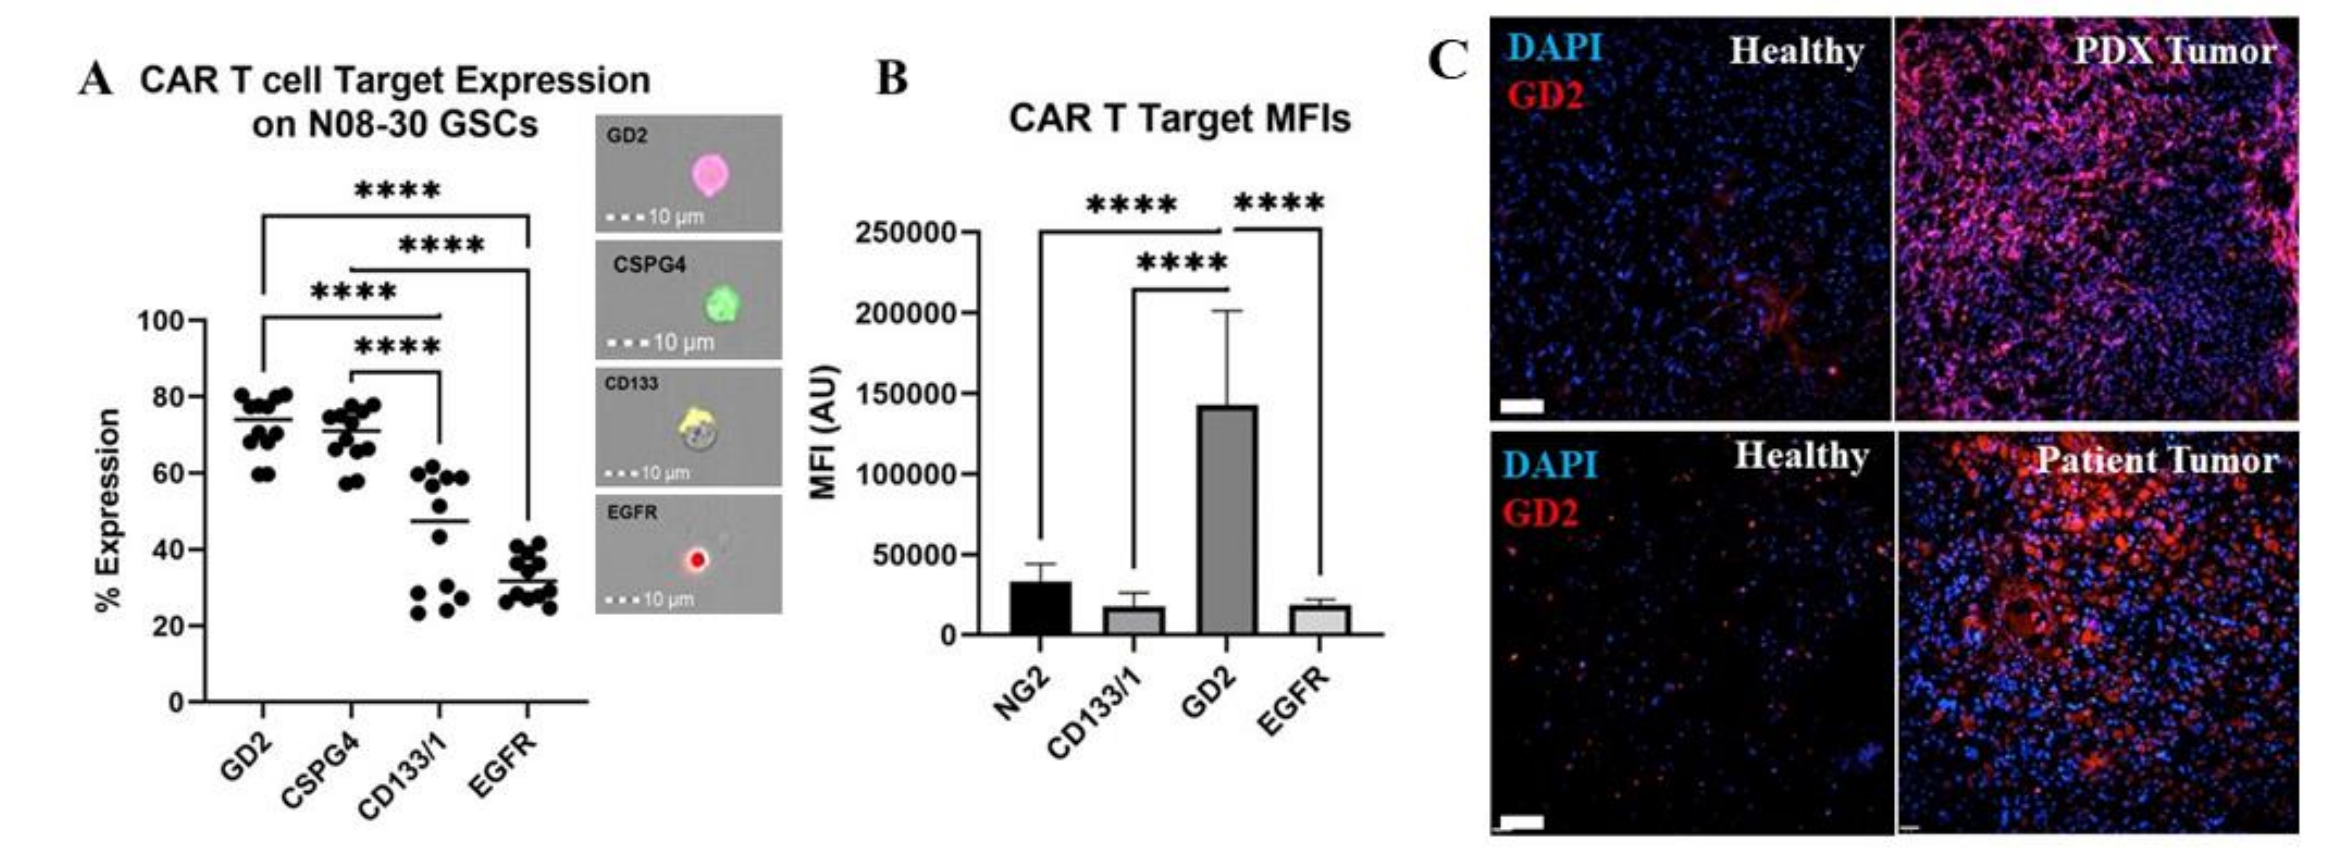 A
CAR T cell Target Expression
on N08-30 GSCs
****
****
****
****
100
80
60
40
20
0
% Expression
GD2
CSPG4
CD133/1
EGFR
GD2
10 µm
CSPG4
10 µm
CD133
10 µm
EGFR
10 µm
B
CAR T Target MFIs
****
****
****
250000
200000
150000
100000
50000
0
MFI (AU)
NG2
CD133/1
GD2
EGFR
C
DAPI
GD2
Healthy
PDX Tumor
DAPI
GD2
Healthy
Patient Tumor